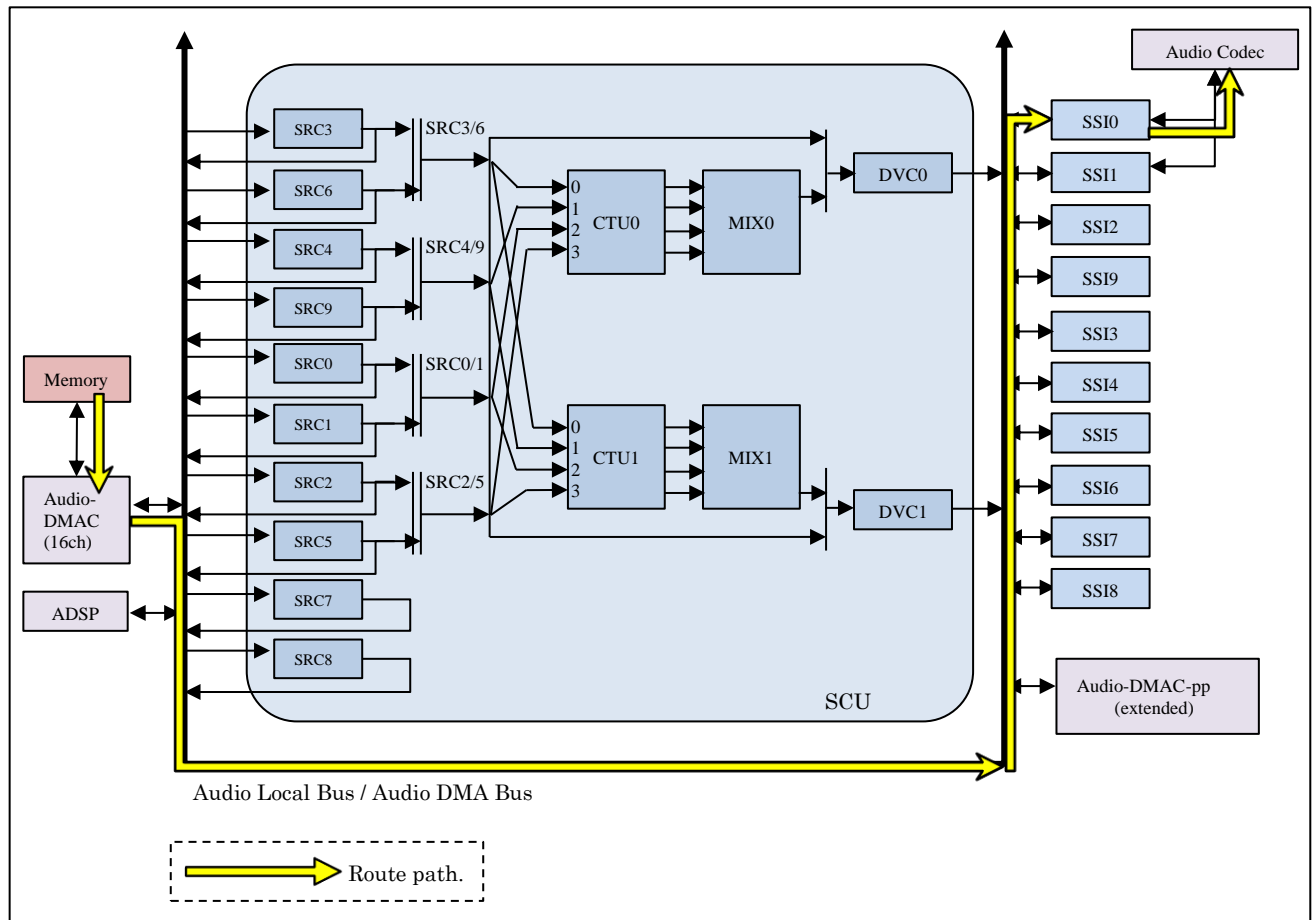 Audio Codec
SRC3
SRC3/6
SSI0
SSI1
SRC6
DVC0
0
1
2
3
CTU0
MIX0
SSI2
SRC4
SRC4/9
SSI9
SRC9
SSI3
SRC0
SRC0/1
Memory
SSI4
SRC1
0
1
2
3
CTU1
MIX1
SSI5
SRC2
SRC2/5
SSI6
Audio-
DMAC
(16ch)
DVC1
SRC5
SSI7
SRC7
SSI8
ADSP
SRC8
SCU
Audio-DMAC-pp
(extended)
Audio Local Bus / Audio DMA Bus
Route path.